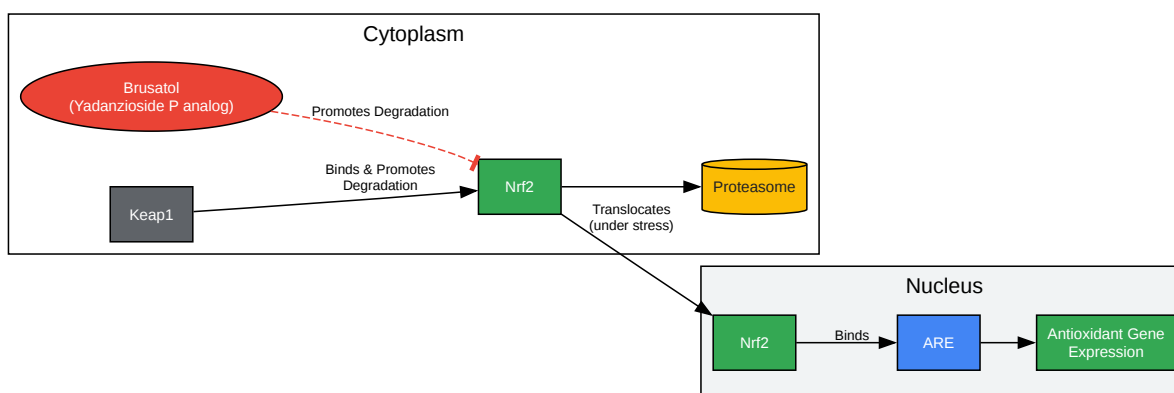 Cytoplasm
Brusatol
(Yadanzioside P analog)
Promotes Degradation
Binds & Promotes
Degradation
Keap1
Nrf2
Proteasome
Translocates
(under stress)
Nucleus
Nrf2
Binds
ARE
Antioxidant Gene
Expression